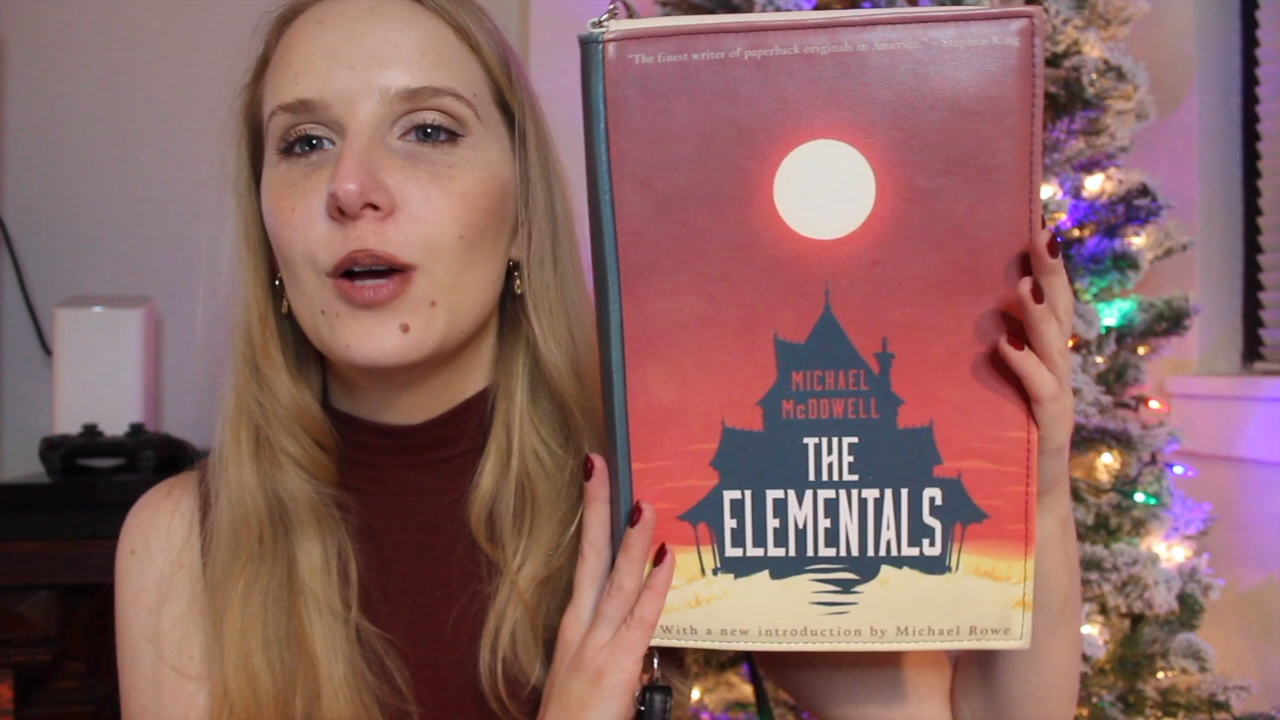 "The finest writer of paperback originals in America." - Stephen King
MICHAEL
McDOWELL
THE
ELEMENTALS
With a new introduction by Michael Rowe